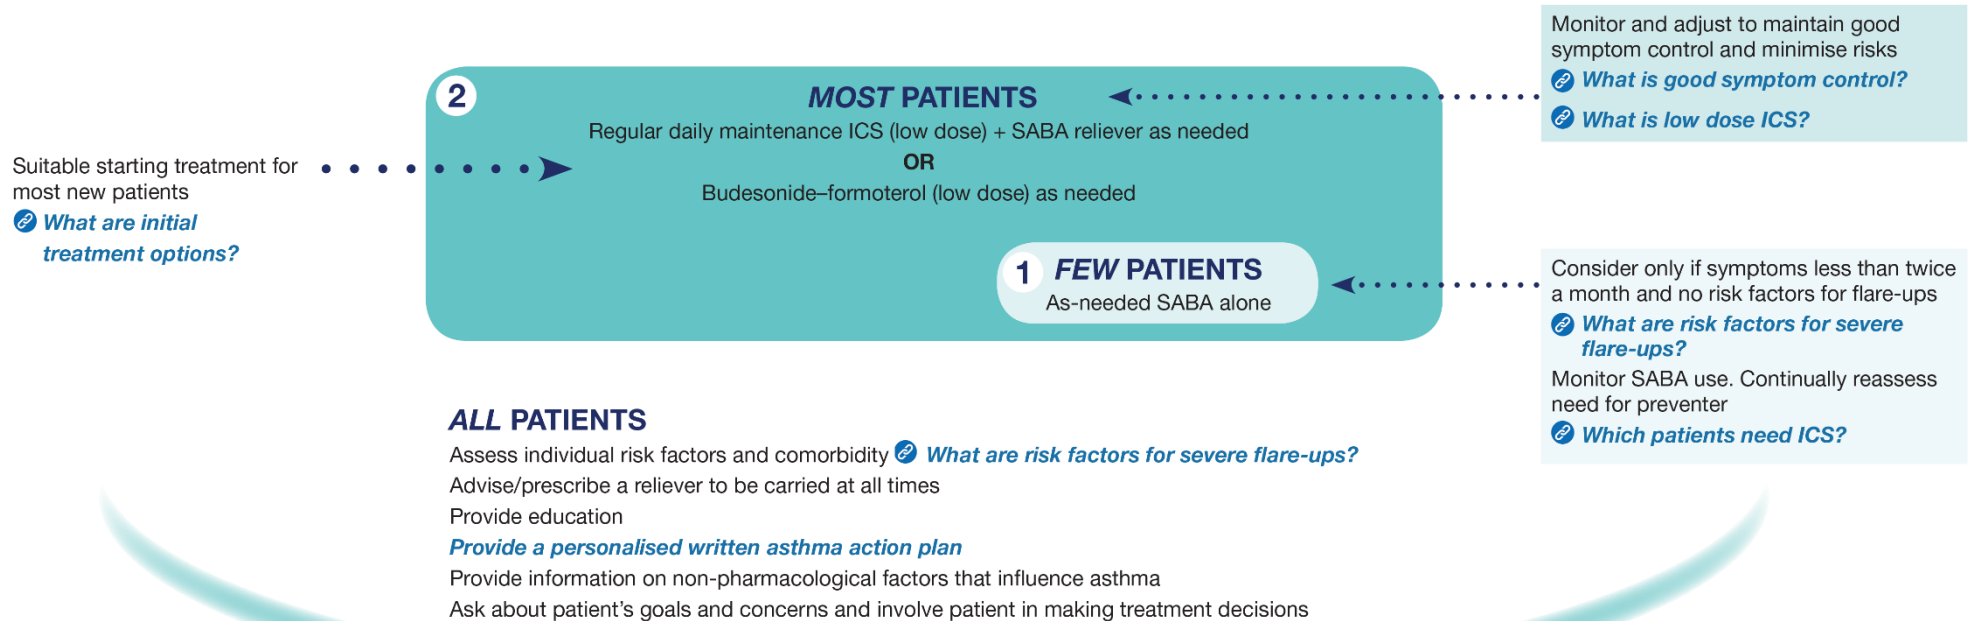 Suitable starting treatment for
most new patients
What are initial
treatment options?
2
MOST PATIENTS
Regular daily maintenance ICS (low dose) + SABA reliever as needed
OR
Budesonide–formoterol (low dose) as needed
1
FEW PATIENTS
As-needed SABA alone
Monitor and adjust to maintain good
symptom control and minimise risks
What is good symptom control?
What is low dose ICS?
Consider only if symptoms less than twice
a month and no risk factors for flare-ups
What are risk factors for severe
flare-ups?
Monitor SABA use. Continually reassess
need for preventer
Which patients need ICS?
ALL PATIENTS
Assess individual risk factors and comorbidity What are risk factors for severe flare-ups?
Advise/prescribe a reliever to be carried at all times
Provide education
Provide a personalised written asthma action plan
Provide information on non-pharmacological factors that influence asthma
Ask about patient’s goals and concerns and involve patient in making treatment decisions